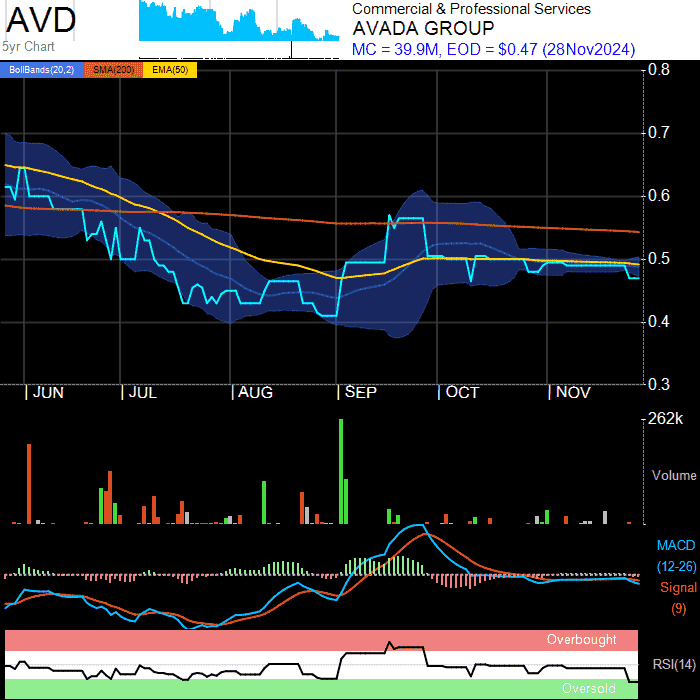 AVD
5yr Chart
Commercial & Professional Services
AVADA GROUP
MC = 39.9M, EOD = $0.47 (28Nov2024)
BollBands(20,2) SMA(200) EMA(50)
0.8
0.7
0.6
0.5
0.4
0.3
JUN JUL AUG SEP OCT NOV
262k
Volume
MACD
(12-26)
Signal
(9)
Overbought
RSI(14)
Oversold